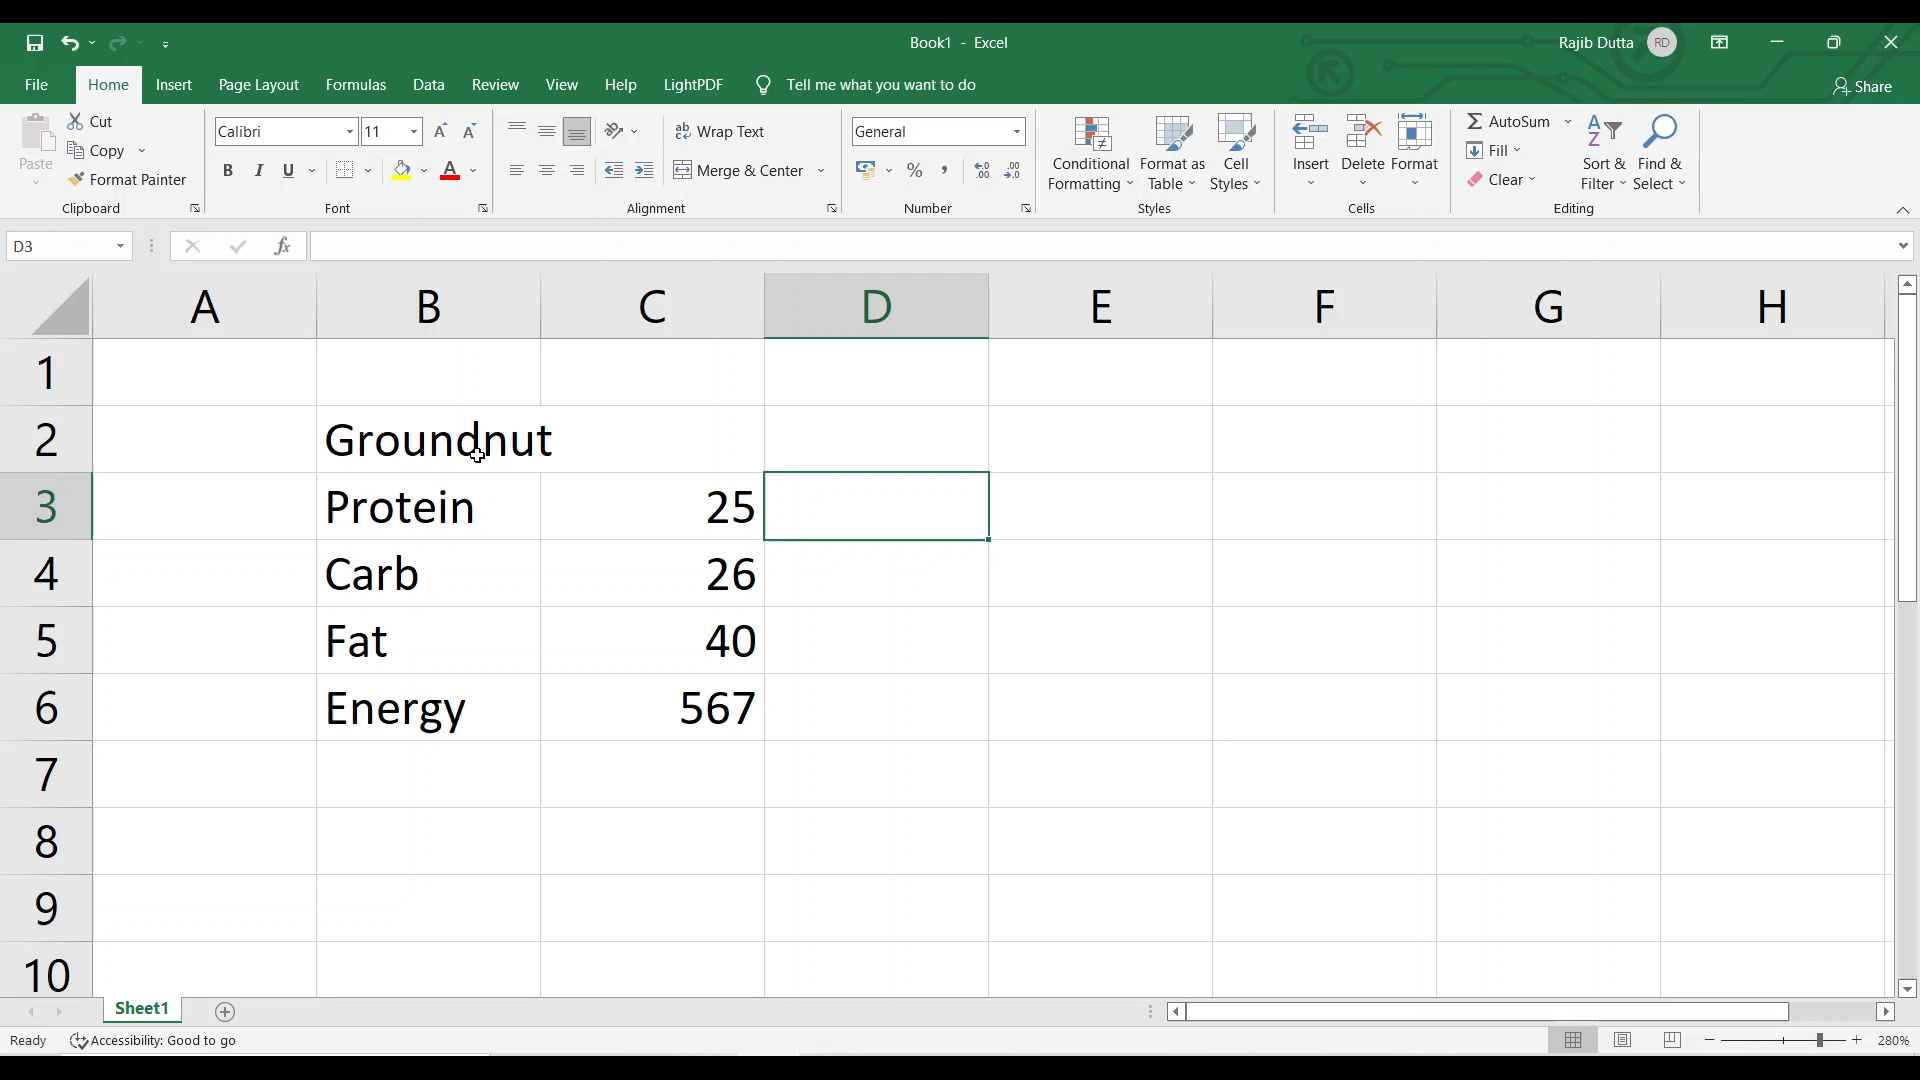 Book1 - Excel
Rajib Dutta RD
File Home Insert Page Layout Formulas Data Review View Help LightPDF Tell me what you want to do Share
Paste
Cut
Copy
Format Painter
Clipboard
Calibri 11
B I U A
Font
Wrap Text
Merge & Center
Alignment
General
Number
Conditional Formatting
Format as Table
Cell Styles
Styles
Insert Delete Format
Cells
AutoSum
Fill
Clear
Sort & Filter
Find & Select
Editing
D3 fx
A B C D E F G H
1
2 Groundnut
3 Protein 25
4 Carb 26
5 Fat 40
6 Energy 567
7
8
9
10
Sheet1
Ready Accessibility: Good to go 280%